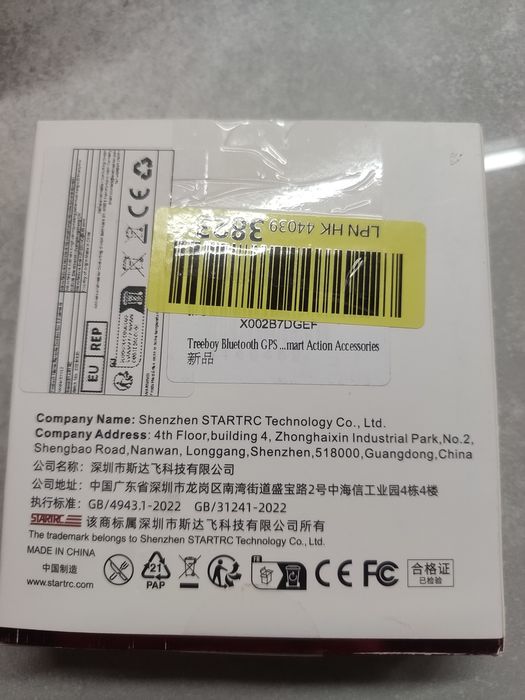 LPN HK 44039
3823
X002B7DGEF
Treeboy Bluetooth GPS ...mart Action Accessories
新品
EU REP
Company Name: Shenzhen STARTRC Technology Co., Ltd.
Company Address: 4th Floor,building 4, Zhonghaixin Industrial Park,No.2,
Shengbao Road,Nanwan, Longgang,Shenzhen,518000,Guangdong,China
公司名称：深圳市斯达飞科技有限公司
公司地址：中国广东省深圳市龙岗区南湾街道盛宝路2号中海信工业园4栋4楼
执行标准：GB/4943.1-2022 GB/31241-2022
STARTRC 该商标属深圳市斯达飞科技有限公司所有
The trademark belongs to Shenzhen STARTRC Technology Co., Ltd.
MADE IN CHINA
中国制造
www.startrc.com
21
PAP
FR
CE FC
合格证
已检验